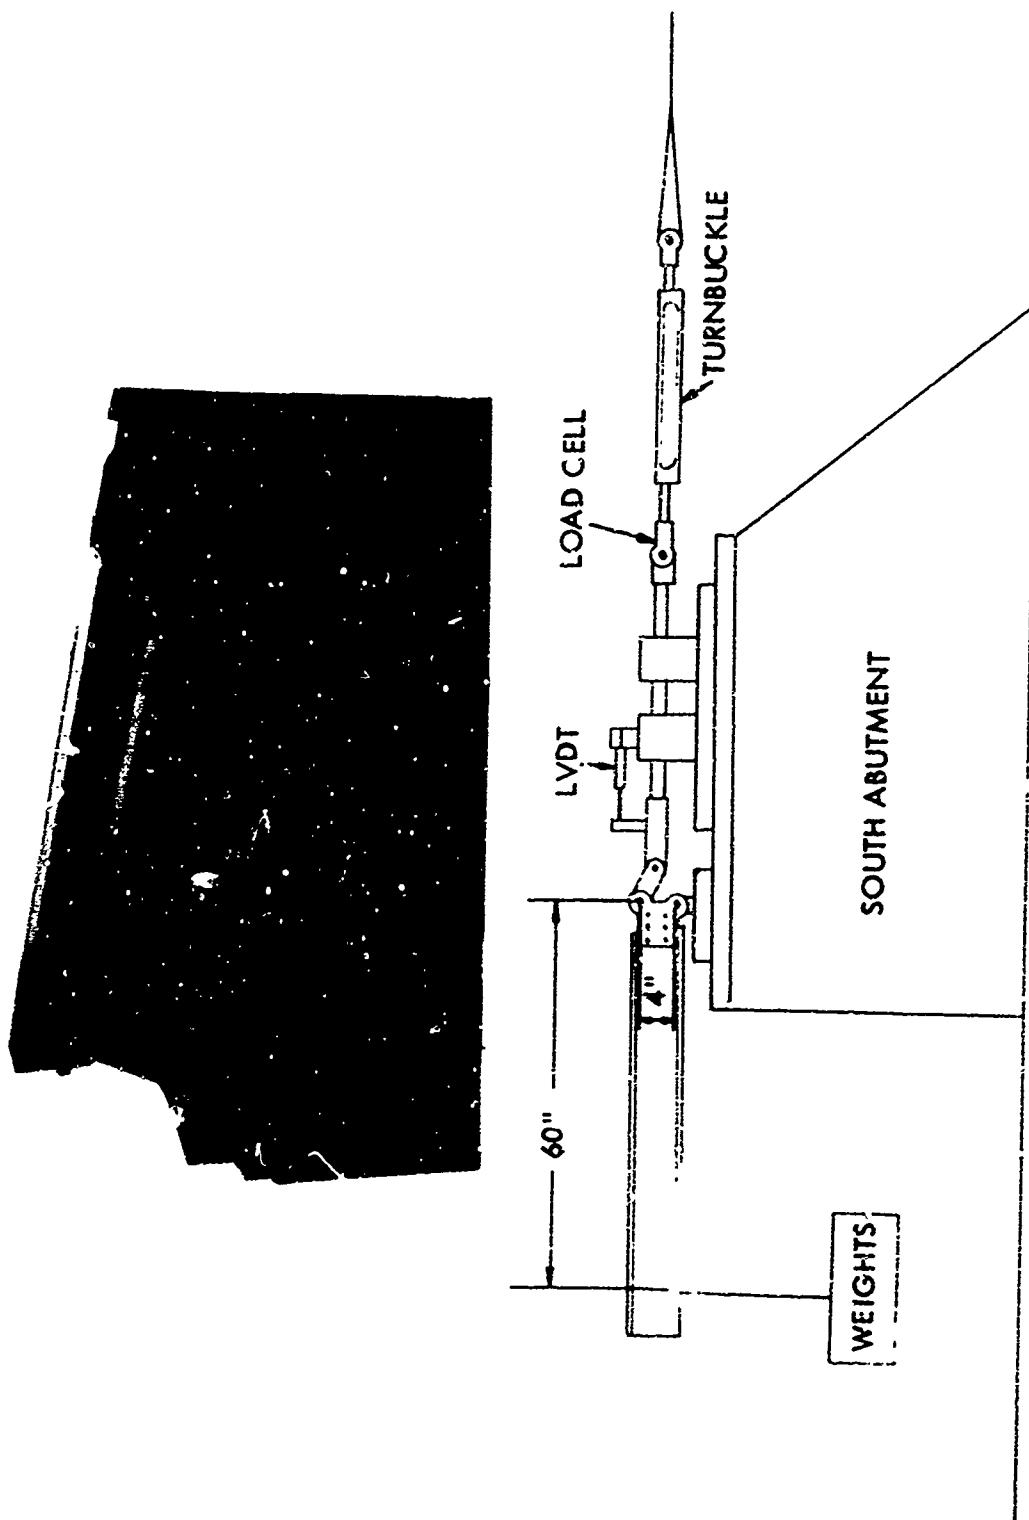 TURNBUCKLE
LOAD CELL
LVDT
60"
4"
SOUTH ABUTMENT
WEIGHTS